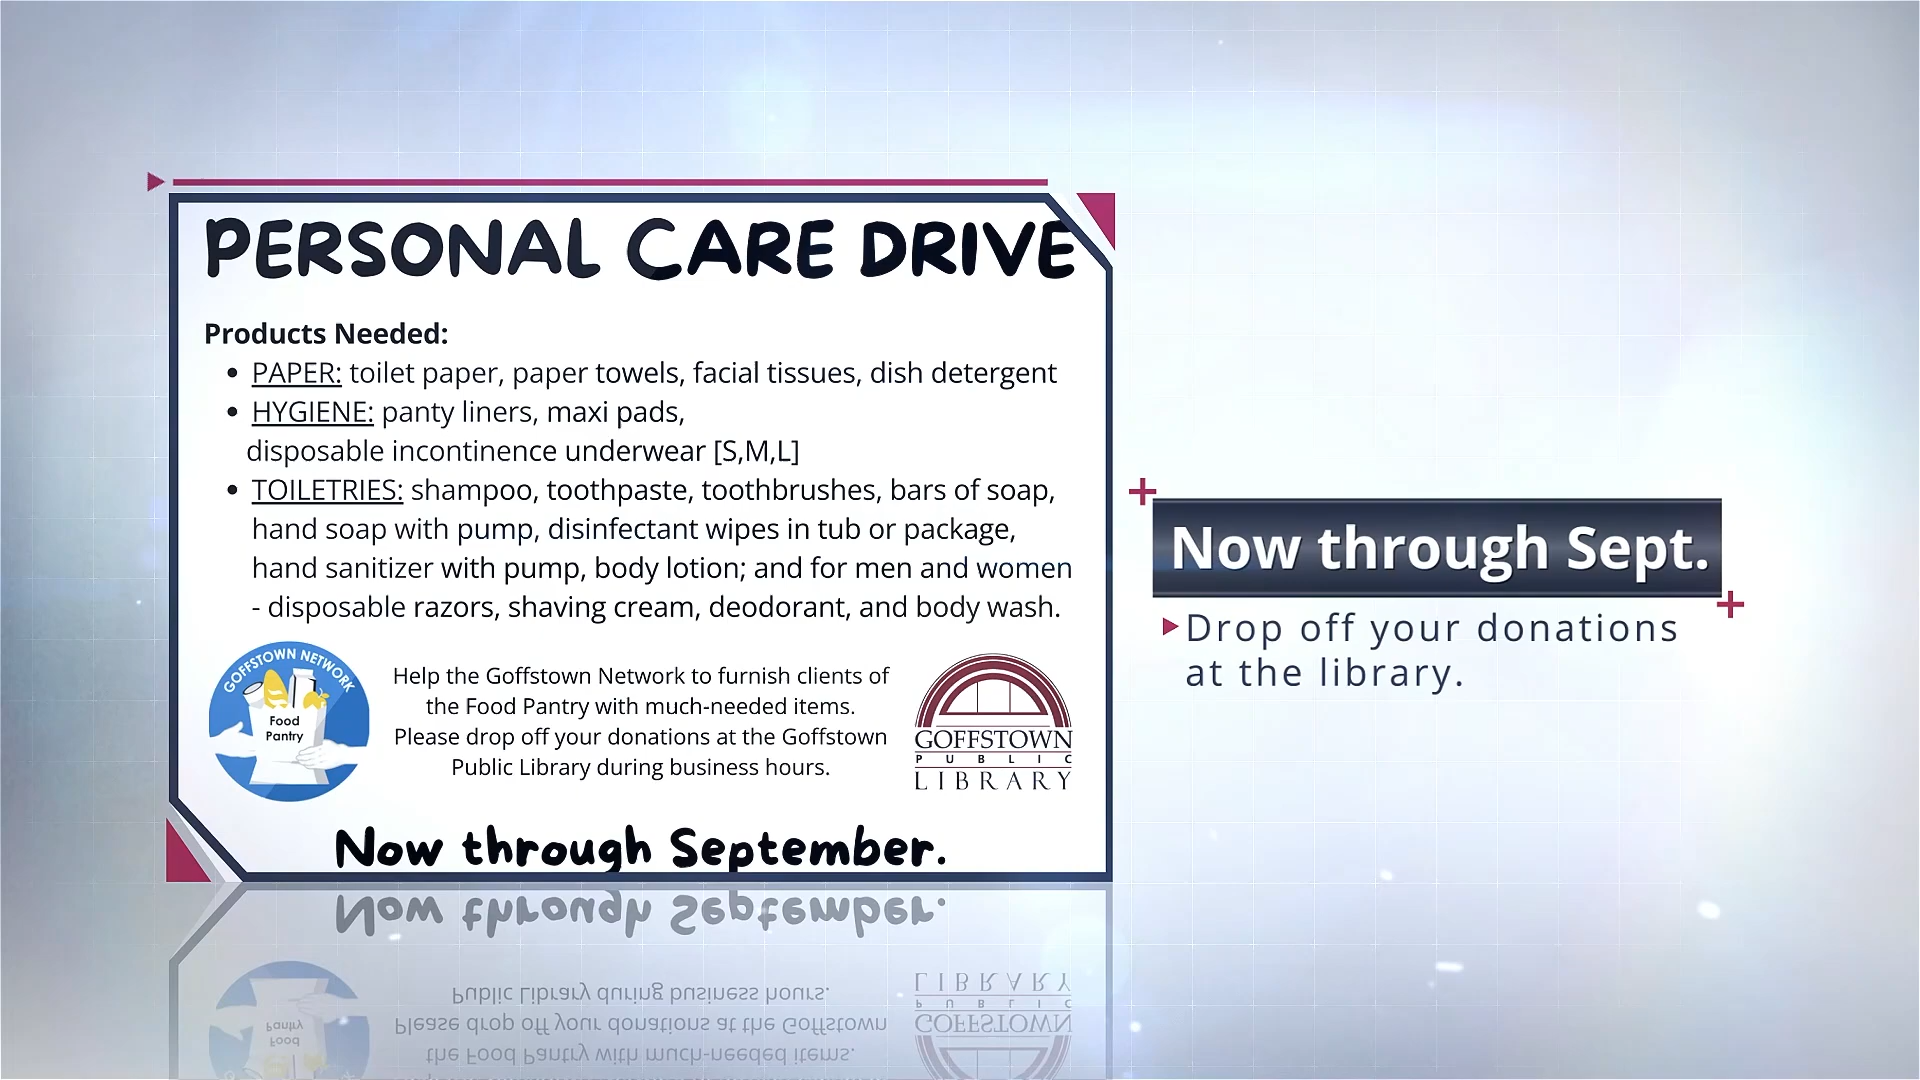 PERSONAL CARE DRIVE
Products Needed:
• PAPER: toilet paper, paper towels, facial tissues, dish detergent
• HYGIENE: panty liners, maxi pads,
disposable incontinence underwear [S,M,L]
• TOILETRIES: shampoo, toothpaste, toothbrushes, bars of soap,
hand soap with pump, disinfectant wipes in tub or package,
hand sanitizer with pump, body lotion; and for men and women
- disposable razors, shaving cream, deodorant, and body wash.
GOFFSTOWN NETWORK
Food
Pantry
Help the Goffstown Network to furnish clients of
the Food Pantry with much-needed items.
Please drop off your donations at the Goffstown
Public Library during business hours.
GOFFSTOWN
PUBLIC
LIBRARY
Now through September.
Now through Sept.
Drop off your donations
at the library.